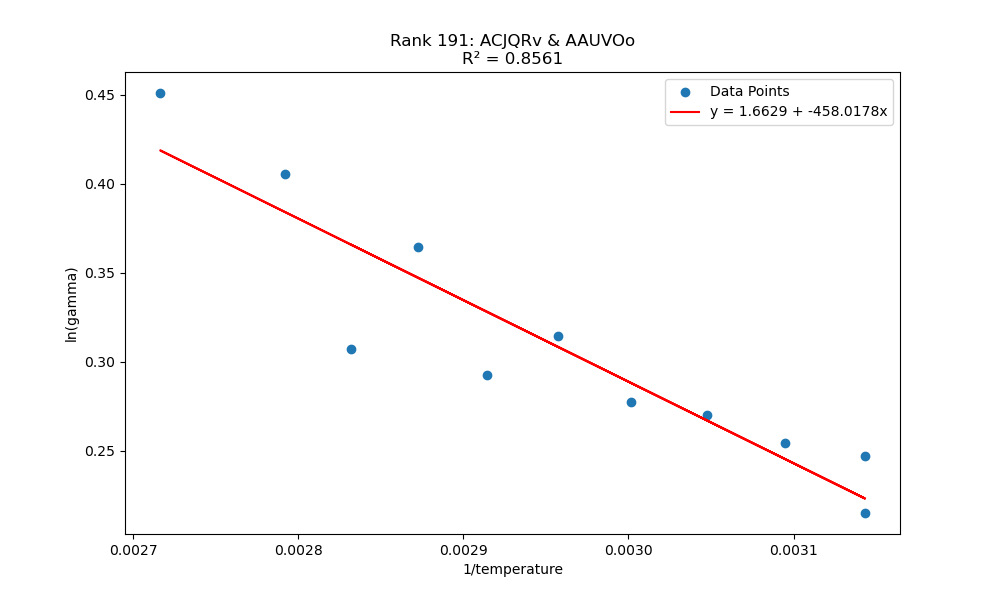 Rank 191: ACJQRv & AAUVOo
R² = 0.8561
Data Points
y = 1.6629 + -458.0178x
0.45
0.40
0.35
0.30
0.25
ln(gamma)
0.0027
0.0028
0.0029
0.0030
0.0031
1/temperature